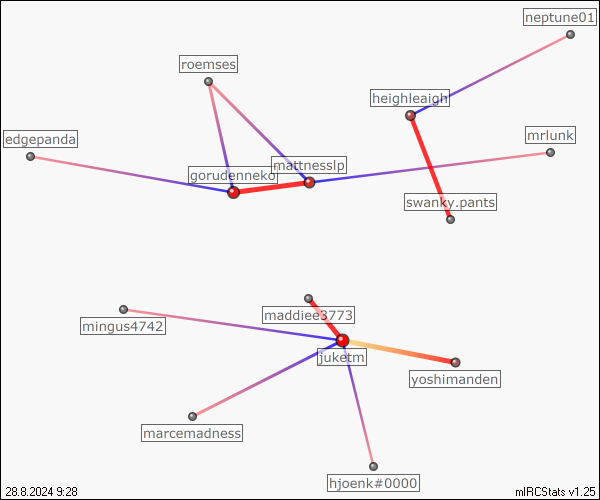 neptune01
roemses
heighleaigh
edgepanda
mrlunk
mattnesslp
gorudenneko
swanky.pants
maddiee3773
mingus4742
juketm
yoshimanden
marcemadness
hjoenk#0000
28.8.2024 9:28
mIRCStats v1.25